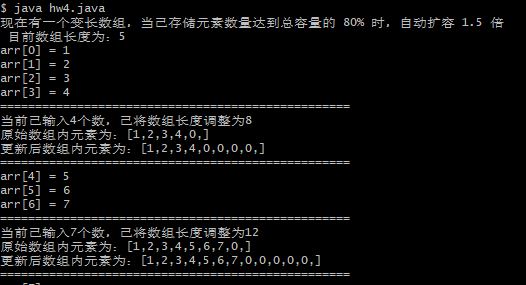 $ java hw4.java
现在有一个变长数组, 当已存储元素数量达到总容量的 80% 时, 自动扩容 1.5 倍
目前数组长度为: 5
arr[0] = 1
arr[1] = 2
arr[2] = 3
arr[3] = 4
==================================================
当前已输入4个数, 已将数组长度调整为8
原始数组内元素为: [1,2,3,4,0,]
更新后数组内元素为: [1,2,3,4,0,0,0,0,]
==================================================
arr[4] = 5
arr[5] = 6
arr[6] = 7
==================================================
当前已输入7个数, 已将数组长度调整为12
原始数组内元素为: [1,2,3,4,5,6,7,0,]
更新后数组内元素为: [1,2,3,4,5,6,7,0,0,0,0,0,]
==================================================